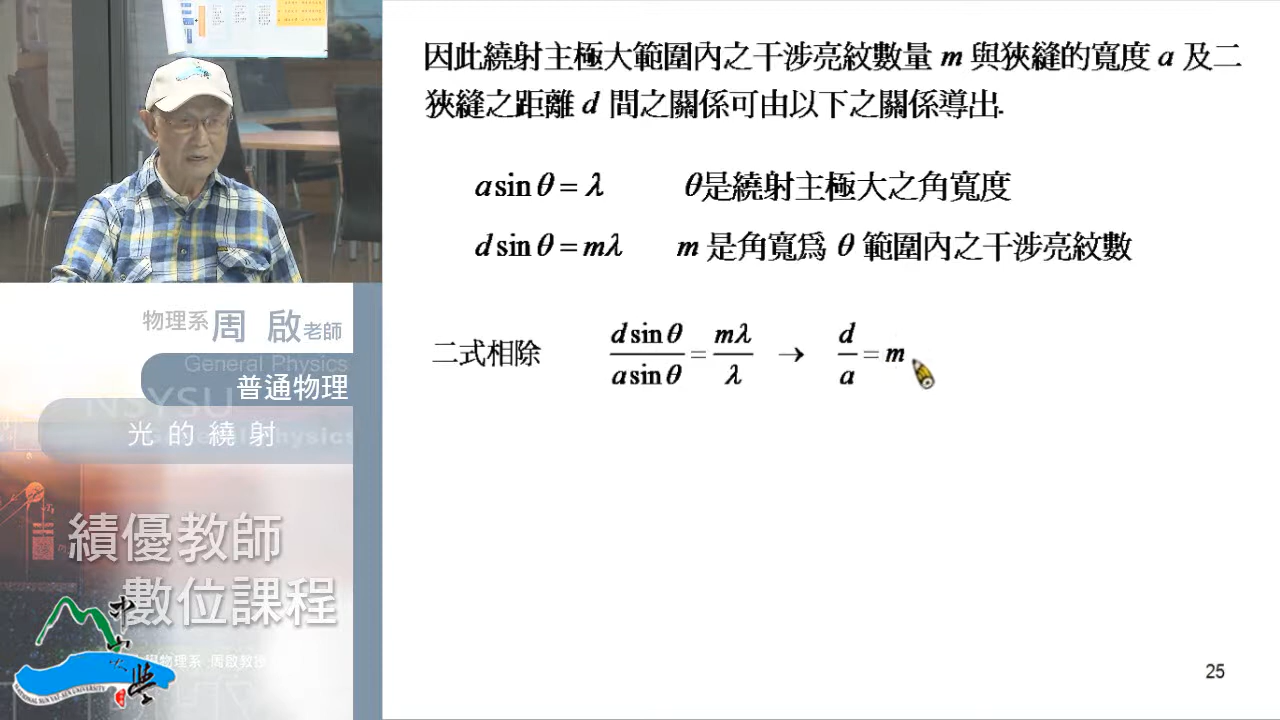 因此繞射主極大範圍內之干涉亮紋數量 m 與狹縫的寬度 a 及二
狹縫之距離 d 間之關係可由以下之關係導出.
a sin θ = λ θ是繞射主極大之角寬度
d sin θ = mλ m 是角寬爲 θ 範圍內之干涉亮紋數
二式相除 d sin θ / a sin θ = mλ / λ → d / a = m
25
物理系 周 啟 老師
General Physics
普通物理
NSYSU
光 的 繞 射
績優教師
數位課程